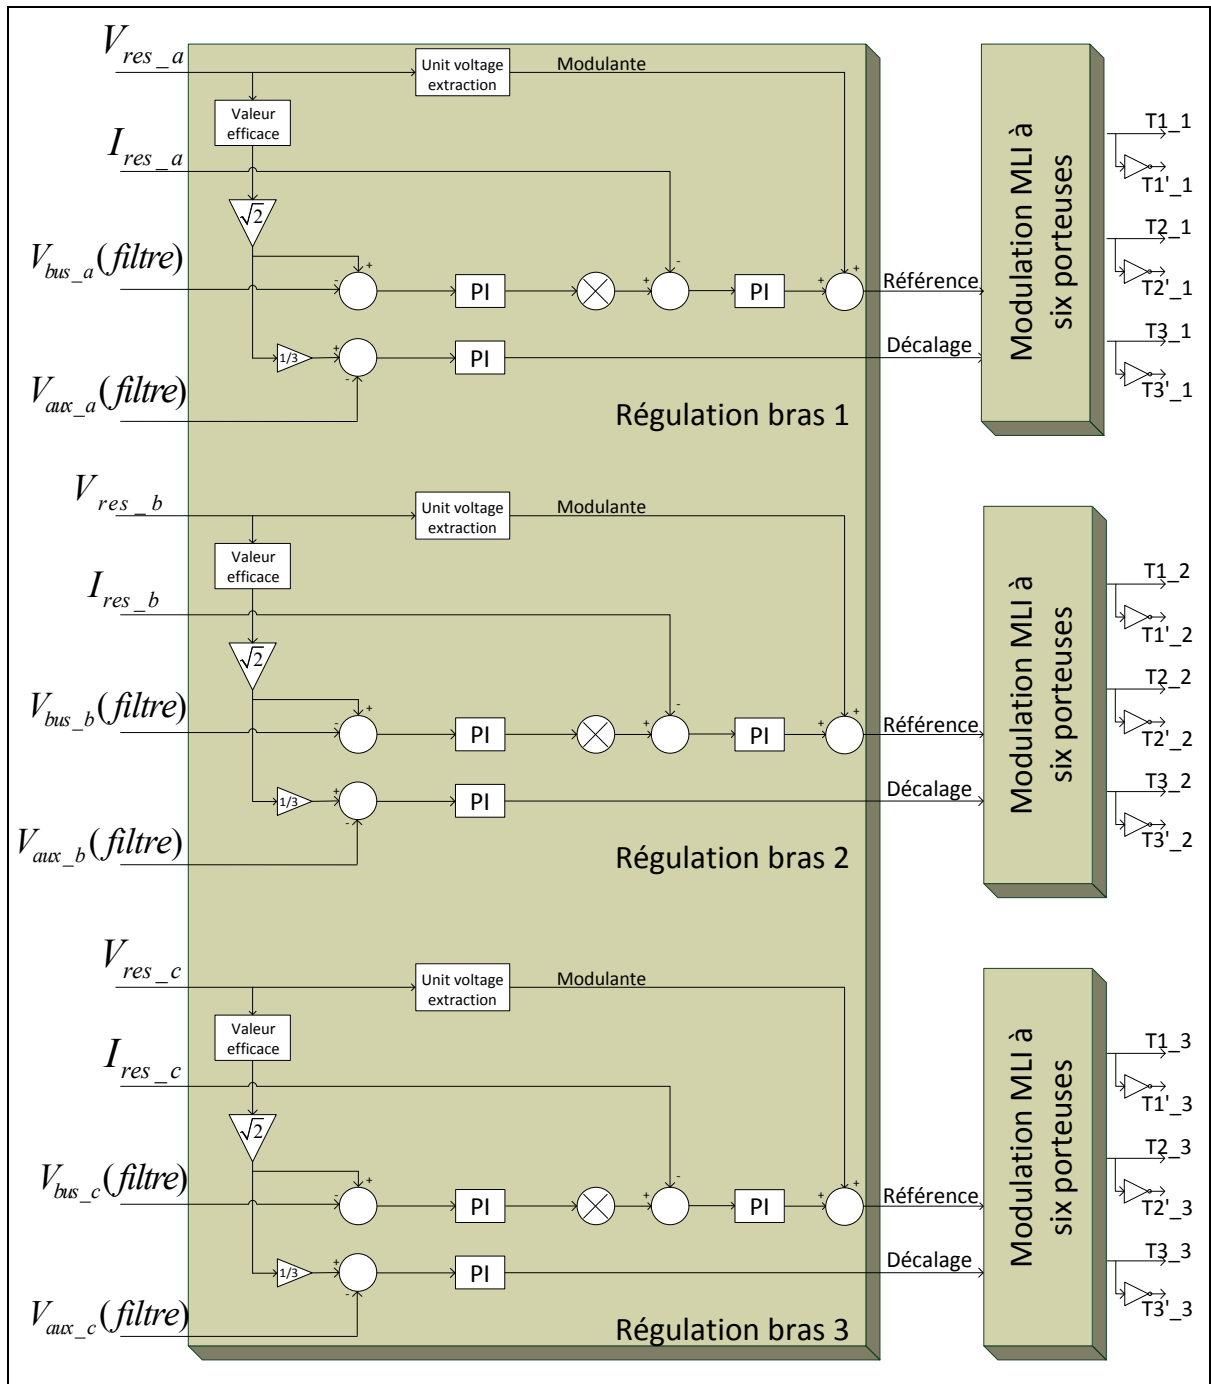 V_res_a
Unit voltage
extraction
Modulante
Valeur
efficace
I_res_a
√2
V_bus_a (filtre)
+
-
PI
+
-
PI
+
+
Référence
1/3
+
-
PI
Décalage
V_aux_a (filtre)
Régulation bras 1
Modulation MLI à
six porteuses
T1_1
T1'_1
T2_1
T2'_1
T3_1
T3'_1
V_res_b
Unit voltage
extraction
Modulante
Valeur
efficace
I_res_b
√2
V_bus_b (filtre)
+
-
PI
+
-
PI
+
+
Référence
1/3
+
-
PI
Décalage
V_aux_b (filtre)
Régulation bras 2
Modulation MLI à
six porteuses
T1_2
T1'_2
T2_2
T2'_2
T3_2
T3'_2
V_res_c
Unit voltage
extraction
Modulante
Valeur
efficace
I_res_c
√2
V_bus_c (filtre)
+
-
PI
+
-
PI
+
+
Référence
1/3
+
-
PI
Décalage
V_aux_c (filtre)
Régulation bras 3
Modulation MLI à
six porteuses
T1_3
T1'_3
T2_3
T2'_3
T3_3
T3'_3